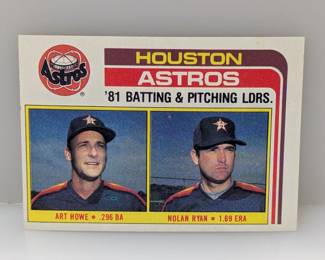 HOUSTON
ASTROS
Astros
®
'81 BATTING & PITCHING LDRS.
ART HOWE • .296 BA
NOLAN RYAN • 1.69 ERA